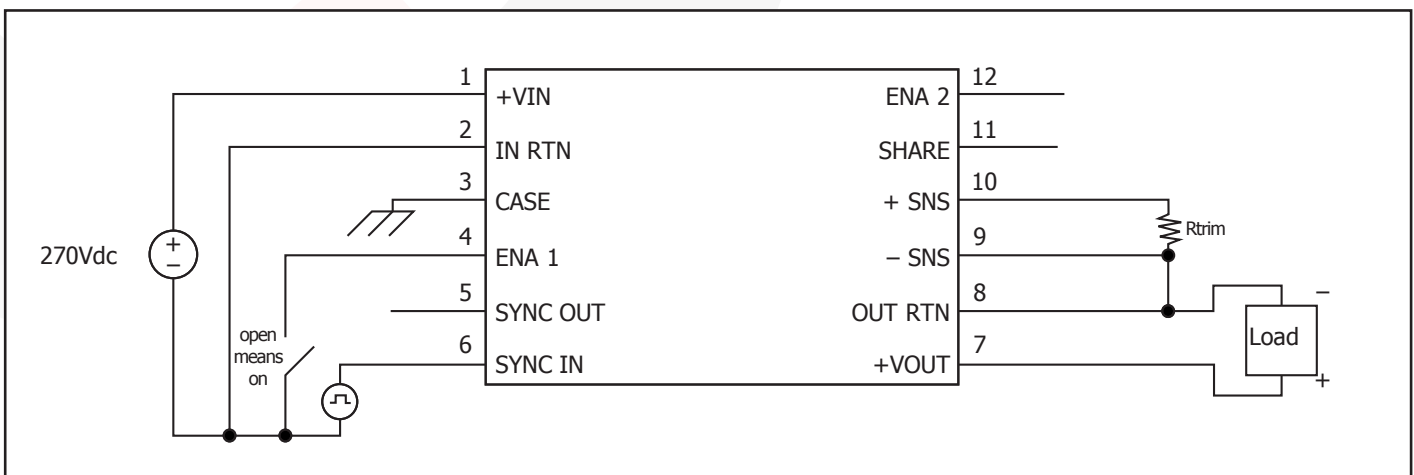 1
+VIN
2
IN RTN
3
CASE
4
ENA 1
5
SYNC OUT
6
SYNC IN
12
ENA 2
11
SHARE
10
+ SNS
9
− SNS
8
OUT RTN
7
+VOUT
270Vdc
+
−
open
means
on
Rtrim
−
Load
+